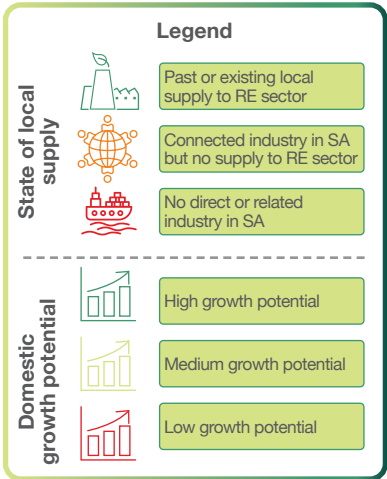 Legend
State of local
supply
Past or existing local
supply to RE sector
Connected industry in SA
but no supply to RE sector
No direct or related
industry in SA
Domestic
growth potential
High growth potential
Medium growth potential
Low growth potential